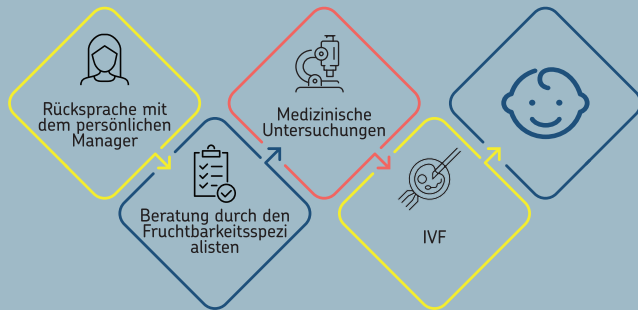 Rücksprache mit
dem persönlichen
Manager
Beratung durch den
Fruchtbarkeitsspezi
alisten
Medizinische
Untersuchungen
IVF